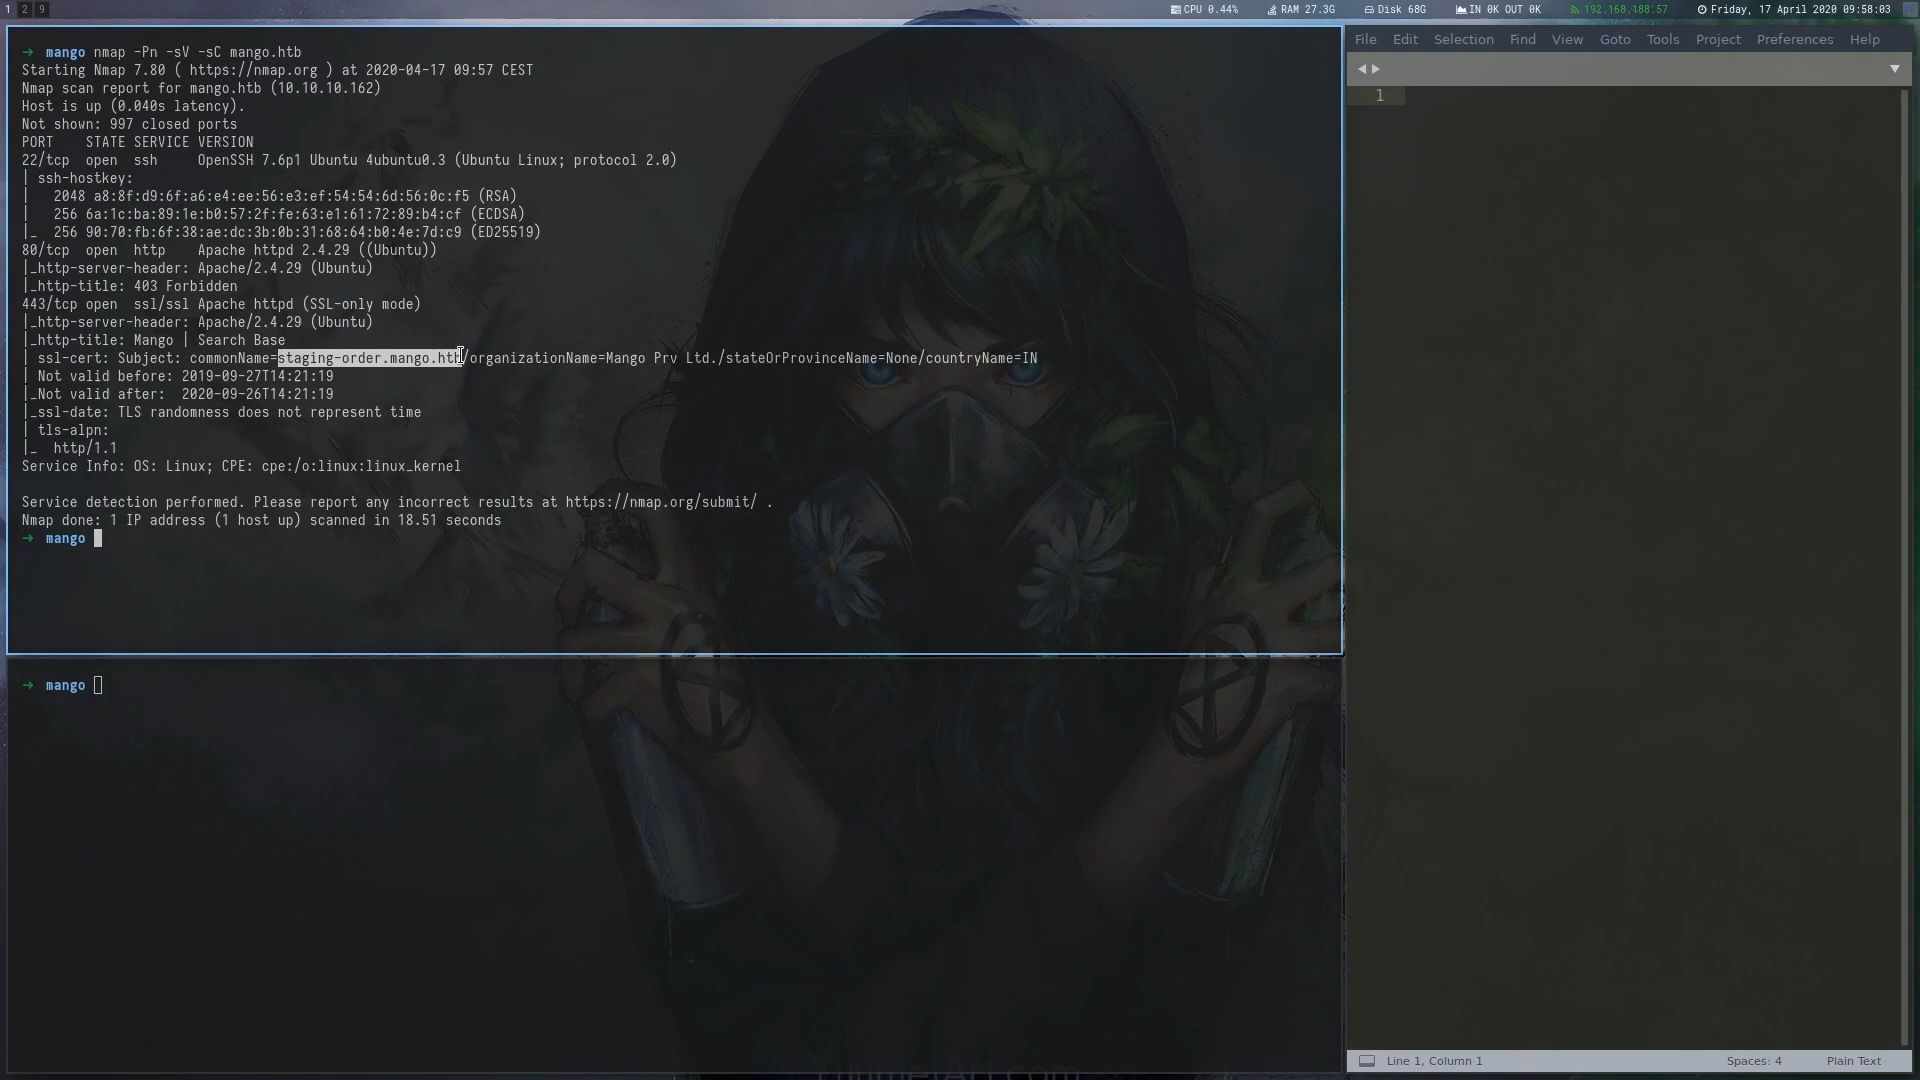 1 2 9
CPU 0.44% RAM 27.3G Disk 68G IN 0K OUT 0K 192.168.188.57 Friday, 17 April 2020 09:58:03
→ mango nmap -Pn -sV -sC mango.htb
Starting Nmap 7.80 ( https://nmap.org ) at 2020-04-17 09:57 CEST
Nmap scan report for mango.htb (10.10.10.162)
Host is up (0.040s latency).
Not shown: 997 closed ports
PORT    STATE SERVICE VERSION
22/tcp  open  ssh     OpenSSH 7.6p1 Ubuntu 4ubuntu0.3 (Ubuntu Linux; protocol 2.0)
| ssh-hostkey:
|   2048 a8:8f:d9:6f:a6:e4:ee:56:e3:ef:54:54:6d:56:0c:f5 (RSA)
|   256 6a:1c:ba:89:1e:b0:57:2f:fe:63:e1:61:72:89:b4:cf (ECDSA)
|_  256 90:70:fb:6f:38:ae:dc:3b:0b:31:68:64:b0:4e:7d:c9 (ED25519)
80/tcp  open  http    Apache httpd 2.4.29 ((Ubuntu))
|_http-server-header: Apache/2.4.29 (Ubuntu)
|_http-title: 403 Forbidden
443/tcp open  ssl/ssl Apache httpd (SSL-only mode)
|_http-server-header: Apache/2.4.29 (Ubuntu)
|_http-title: Mango | Search Base
| ssl-cert: Subject: commonName=staging-order.mango.htb/organizationName=Mango Prv Ltd./stateOrProvinceName=None/countryName=IN
| Not valid before: 2019-09-27T14:21:19
|_Not valid after:  2020-09-26T14:21:19
|_ssl-date: TLS randomness does not represent time
| tls-alpn:
|_  http/1.1
Service Info: OS: Linux; CPE: cpe:/o:linux:linux_kernel
Service detection performed. Please report any incorrect results at https://nmap.org/submit/ .
Nmap done: 1 IP address (1 host up) scanned in 18.51 seconds
→ mango
→ mango
File Edit Selection Find View Goto Tools Project Preferences Help
1
Line 1, Column 1 Spaces: 4 Plain Text